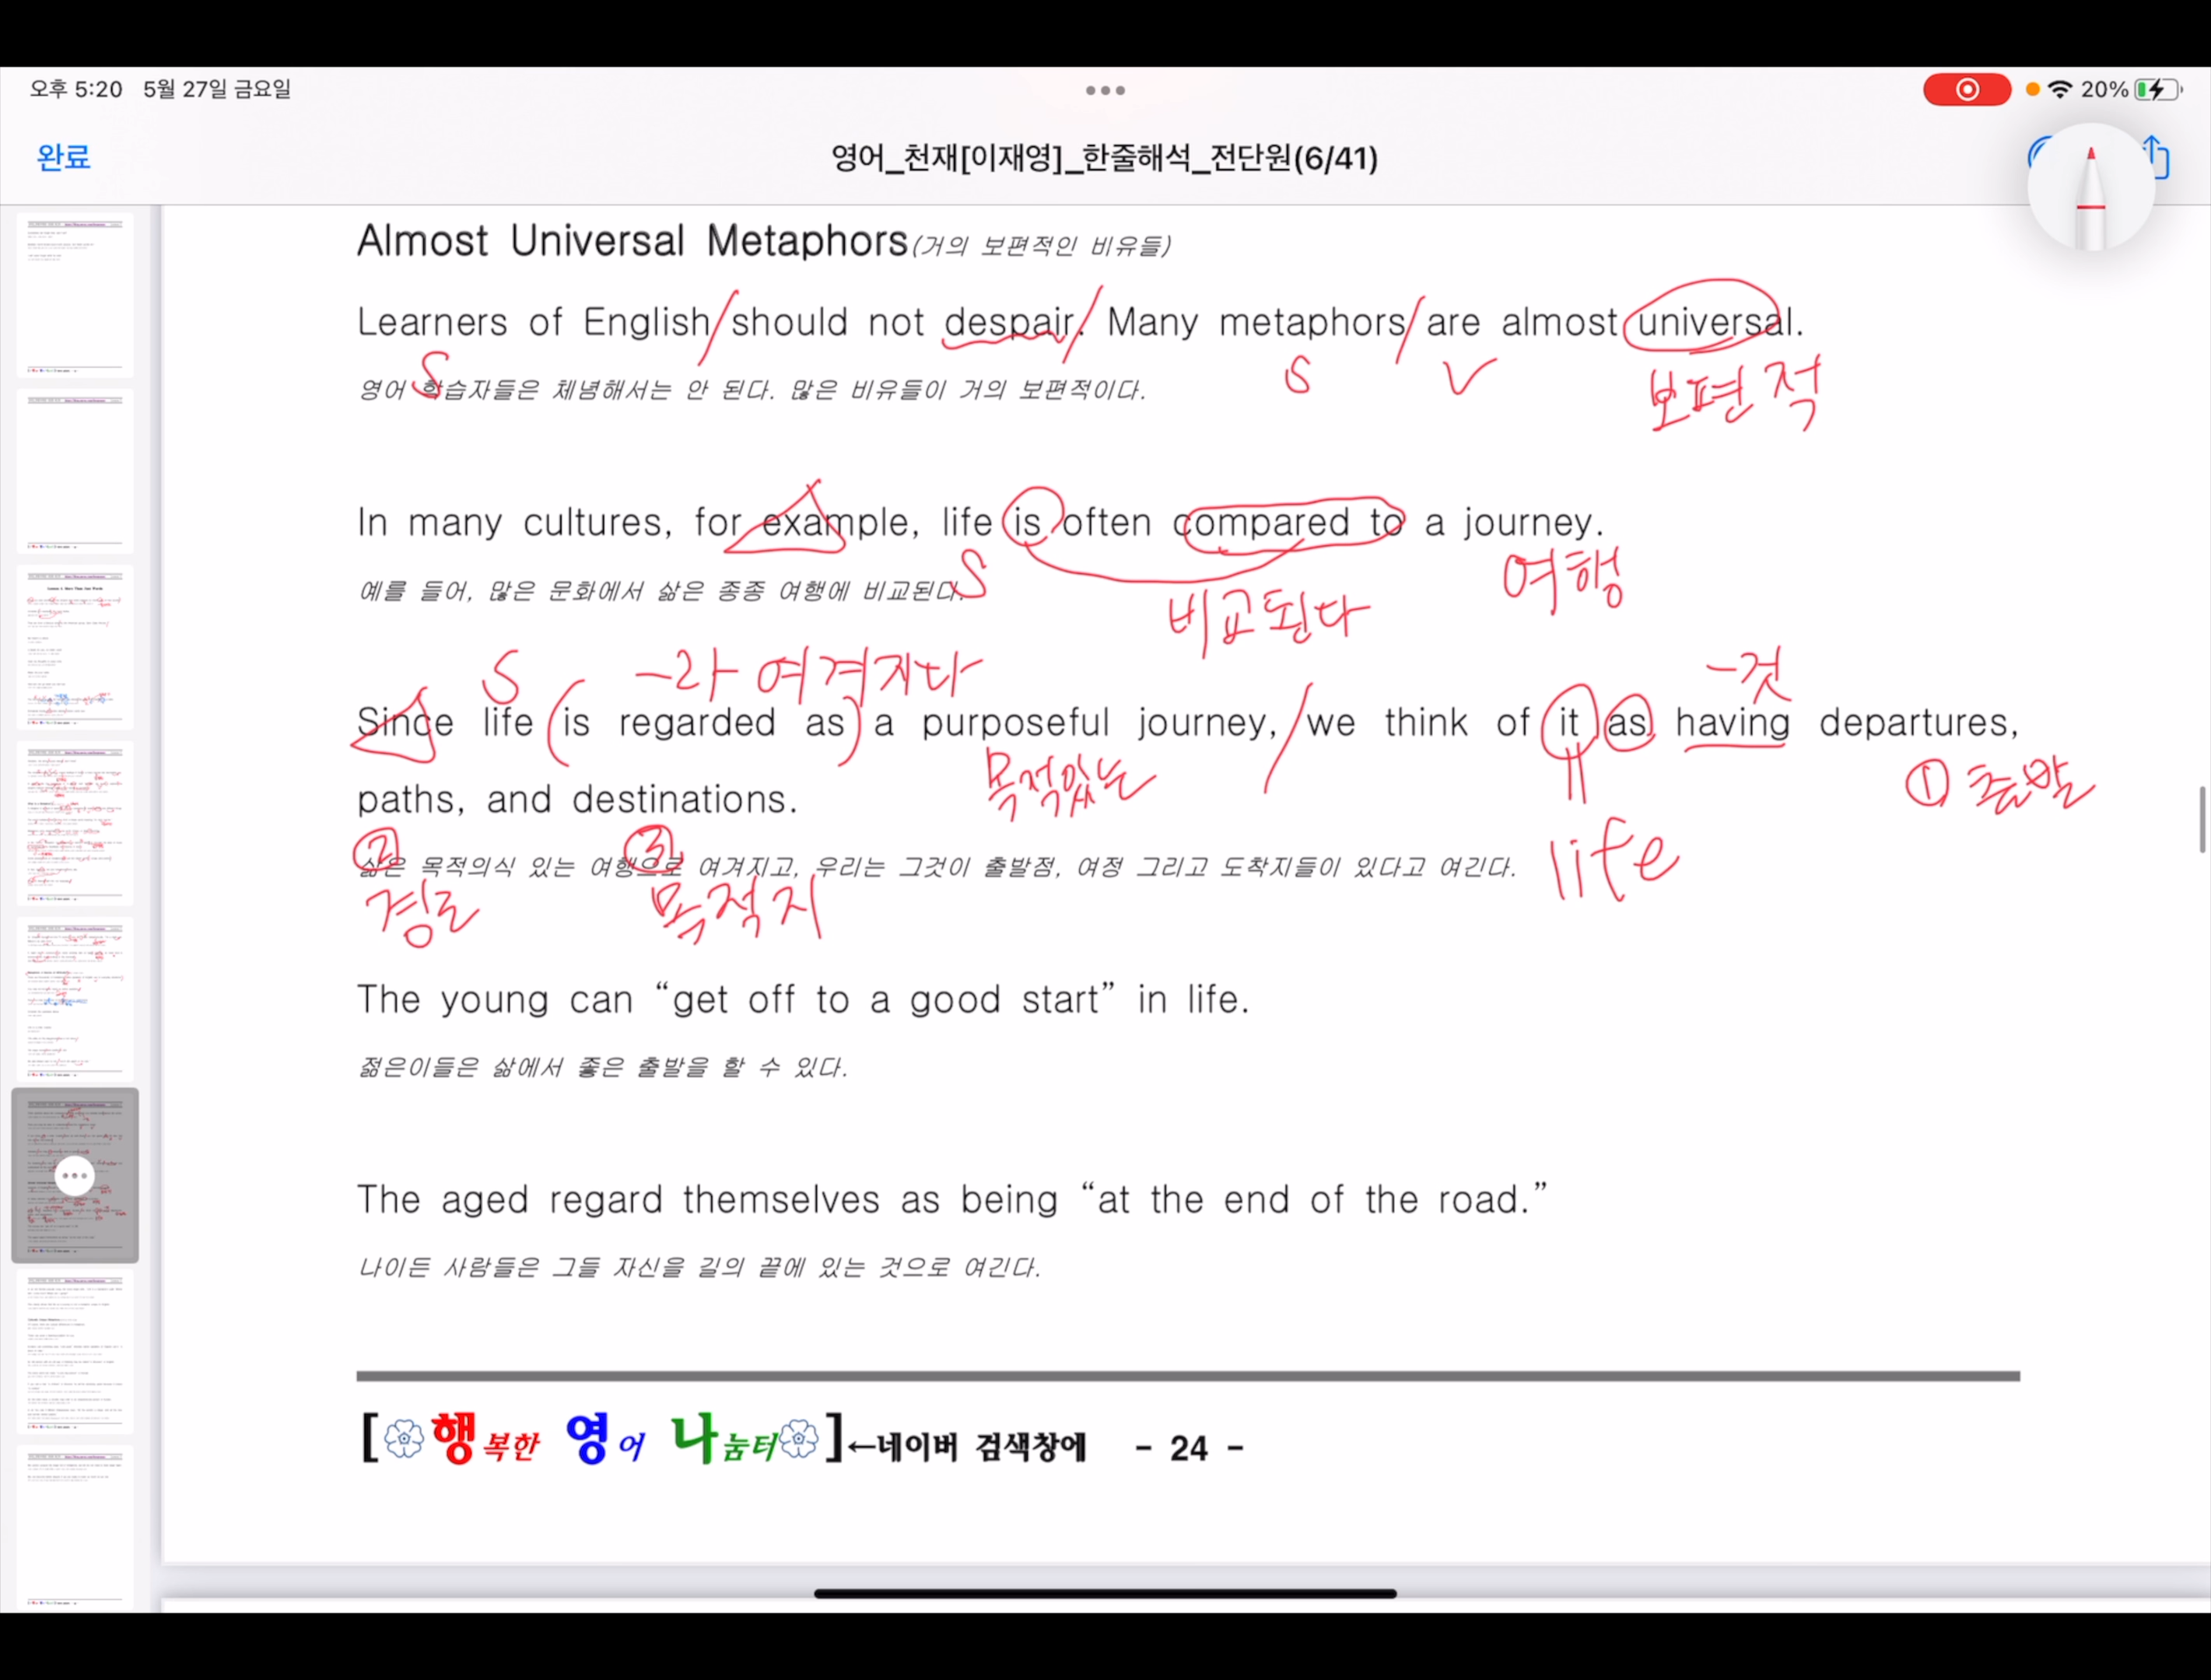 오후 5:20 5월 27일 금요일
20%
완료
영어_천재[이재영]_한줄해석_전단원(6/41)
Almost Universal Metaphors(거의 보편적인 비유들)
Learners of English/should not despair./ Many metaphors/are almost universal.
S S V 보편적
영어 학습자들은 체념해서는 안 된다. 많은 비유들이 거의 보편적이다.
In many cultures, for example, life is often compared to a journey.
S 비교된다 여행
예를 들어, 많은 문화에서 삶은 종종 여행에 비교된다.
S -라 여겨지다 -것
Since life (is regarded as) a purposeful journey,/we think of it as having departures,
목적있는 ① 출발
paths, and destinations.
② ③ life
삶은 목적의식 있는 여행으로 여겨지고, 우리는 그것이 출발점, 여정 그리고 도착지들이 있다고 여긴다.
경로 목적지
The young can “get off to a good start” in life.
젊은이들은 삶에서 좋은 출발을 할 수 있다.
The aged regard themselves as being “at the end of the road.”
나이든 사람들은 그들 자신을 길의 끝에 있는 것으로 여긴다.
[행복한 영어 나눔터]←네이버 검색창에 - 24 -